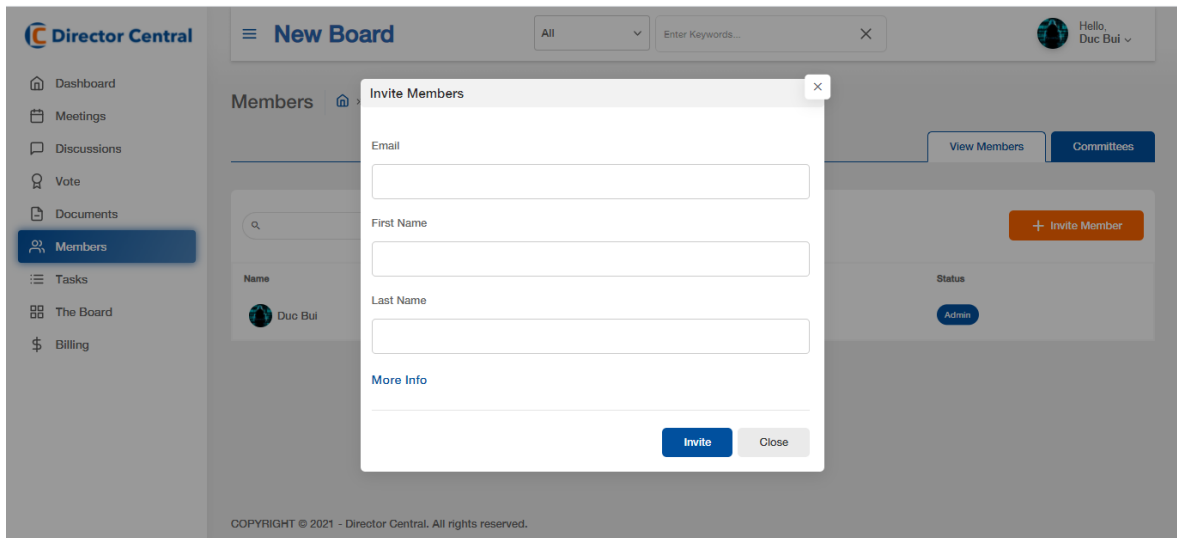 Director Central
New Board
All
Enter Keywords...
Hello,
Duc Bui
Dashboard
Meetings
Discussions
Vote
Documents
Members
Tasks
The Board
Billing
Members
View Members
Committees
Invite Member
Name
Status
Duc Bui
Admin
Invite Members
Email
First Name
Last Name
More Info
Invite
Close
COPYRIGHT © 2021 - Director Central. All rights reserved.